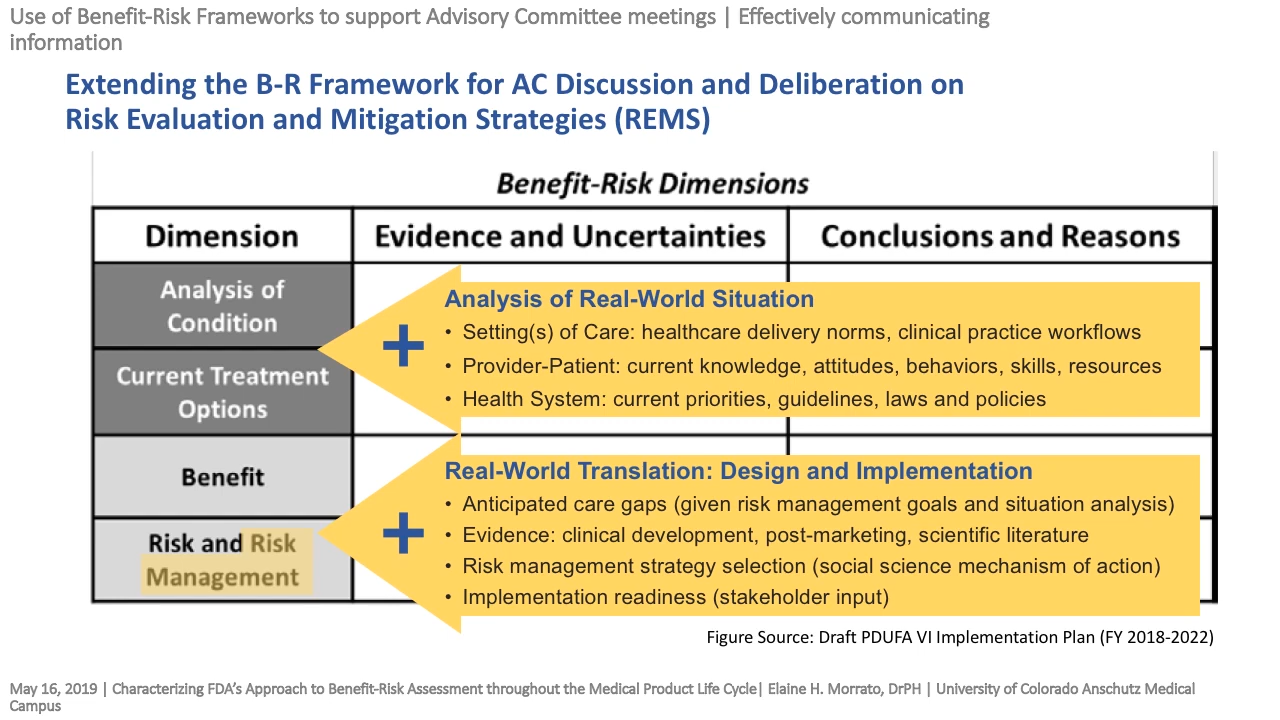 Use of Benefit-Risk Frameworks to support Advisory Committee meetings | Effectively communicating
information
Extending the B-R Framework for AC Discussion and Deliberation on
Risk Evaluation and Mitigation Strategies (REMS)
Benefit-Risk Dimensions
Dimension
Evidence and Uncertainties
Conclusions and Reasons
Analysis of
Condition
Current Treatment
Options
Benefit
Risk and Risk
Management
+
Analysis of Real-World Situation
• Setting(s) of Care: healthcare delivery norms, clinical practice workflows
• Provider-Patient: current knowledge, attitudes, behaviors, skills, resources
• Health System: current priorities, guidelines, laws and policies
+
Real-World Translation: Design and Implementation
• Anticipated care gaps (given risk management goals and situation analysis)
• Evidence: clinical development, post-marketing, scientific literature
• Risk management strategy selection (social science mechanism of action)
• Implementation readiness (stakeholder input)
Figure Source: Draft PDUFA VI Implementation Plan (FY 2018-2022)
May 16, 2019 | Characterizing FDA’s Approach to Benefit-Risk Assessment throughout the Medical Product Life Cycle| Elaine H. Morrato, DrPH | University of Colorado Anschutz Medical
Campus